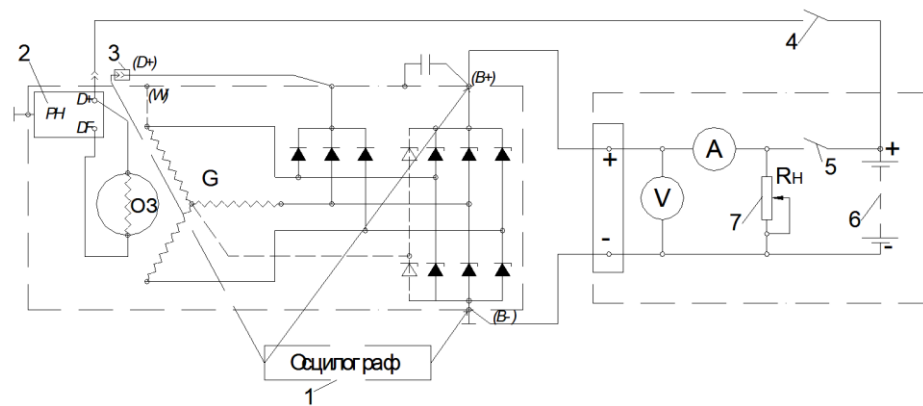 2
3
(D+)
4
(B+)
D+
(W)
РН
DF
+
+
A
5
G
RН
ОЗ
V
7
6
-
-
(B-)
Осцилограф
1